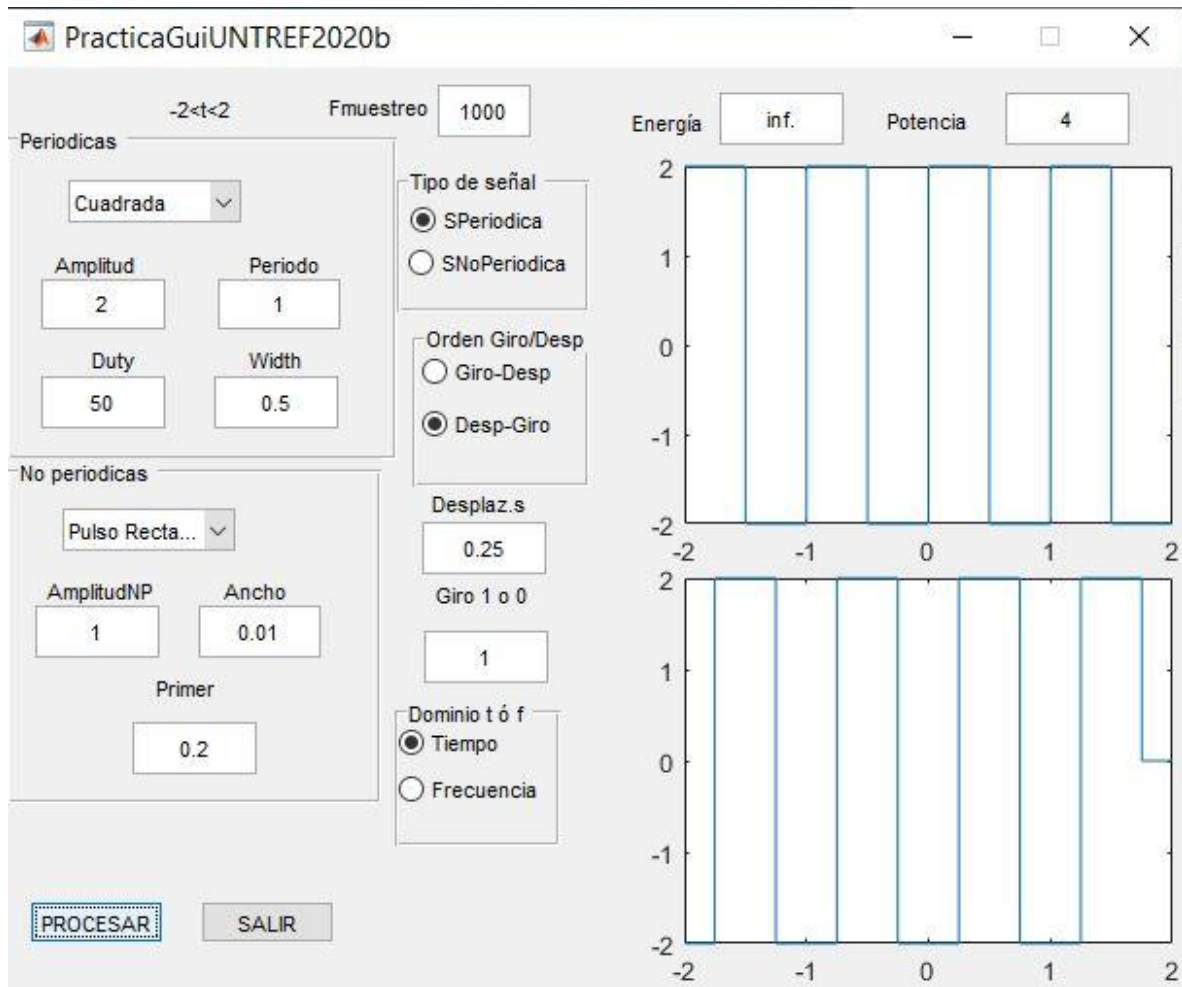 PracticaGuiUNTREF2020b
-2<t<2
Fmuestreo 1000
Periodicas
Cuadrada
Amplitud Periodo
2 1
Duty Width
50 0.5
Tipo de señal
SPeriodica
SNoPeriodica
Orden Giro/Desp
Giro-Desp
Desp-Giro
No periodicas
Pulso Recta...
AmplitudNP Ancho
1 0.01
Primer
0.2
Desplaz.s
0.25
Giro 1 o 0
1
Dominio t ó f
Tiempo
Frecuencia
PROCESAR SALIR
Energía inf. Potencia 4
2
1
0
-1
-2
-2 -1 0 1 2
2
1
0
-1
-2
-2 -1 0 1 2